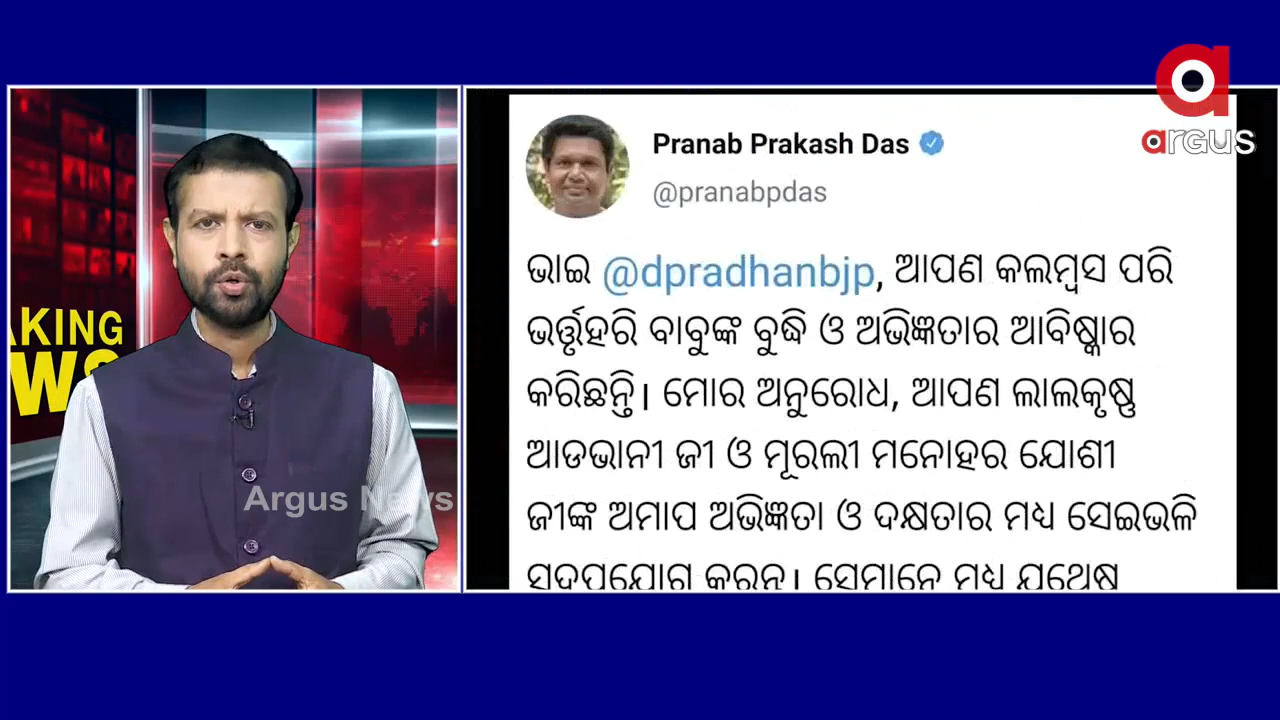 argus
AKING
WS
Argus News
Pranab Prakash Das
@pranabpdas
ଭାଇ @dpradhanbjp, ଆପଣ କଲମ୍ବସ ପରି
ଭର୍ତ୍ତୃହରି ବାବୁଙ୍କ ବୁଦ୍ଧି ଓ ଅଭିଜ୍ଞତାର ଆବିଷ୍କାର
କରିଛନ୍ତି। ମୋର ଅନୁରୋଧ, ଆପଣ ଲାଲକୃଷ୍ଣ
ଆଡଭାନୀ ଜୀ ଓ ମୂରଲୀ ମନୋହର ଯୋଶୀ
ଜୀଙ୍କ ଅମାପ ଅଭିଜ୍ଞତା ଓ ଦକ୍ଷତାର ମଧ୍ୟ ସେଇଭଳି
ସଦୁପଯୋଗ କରନ୍ତୁ। ସେମାନେ ମଧ୍ୟ ଯଥେଷ୍ଟ